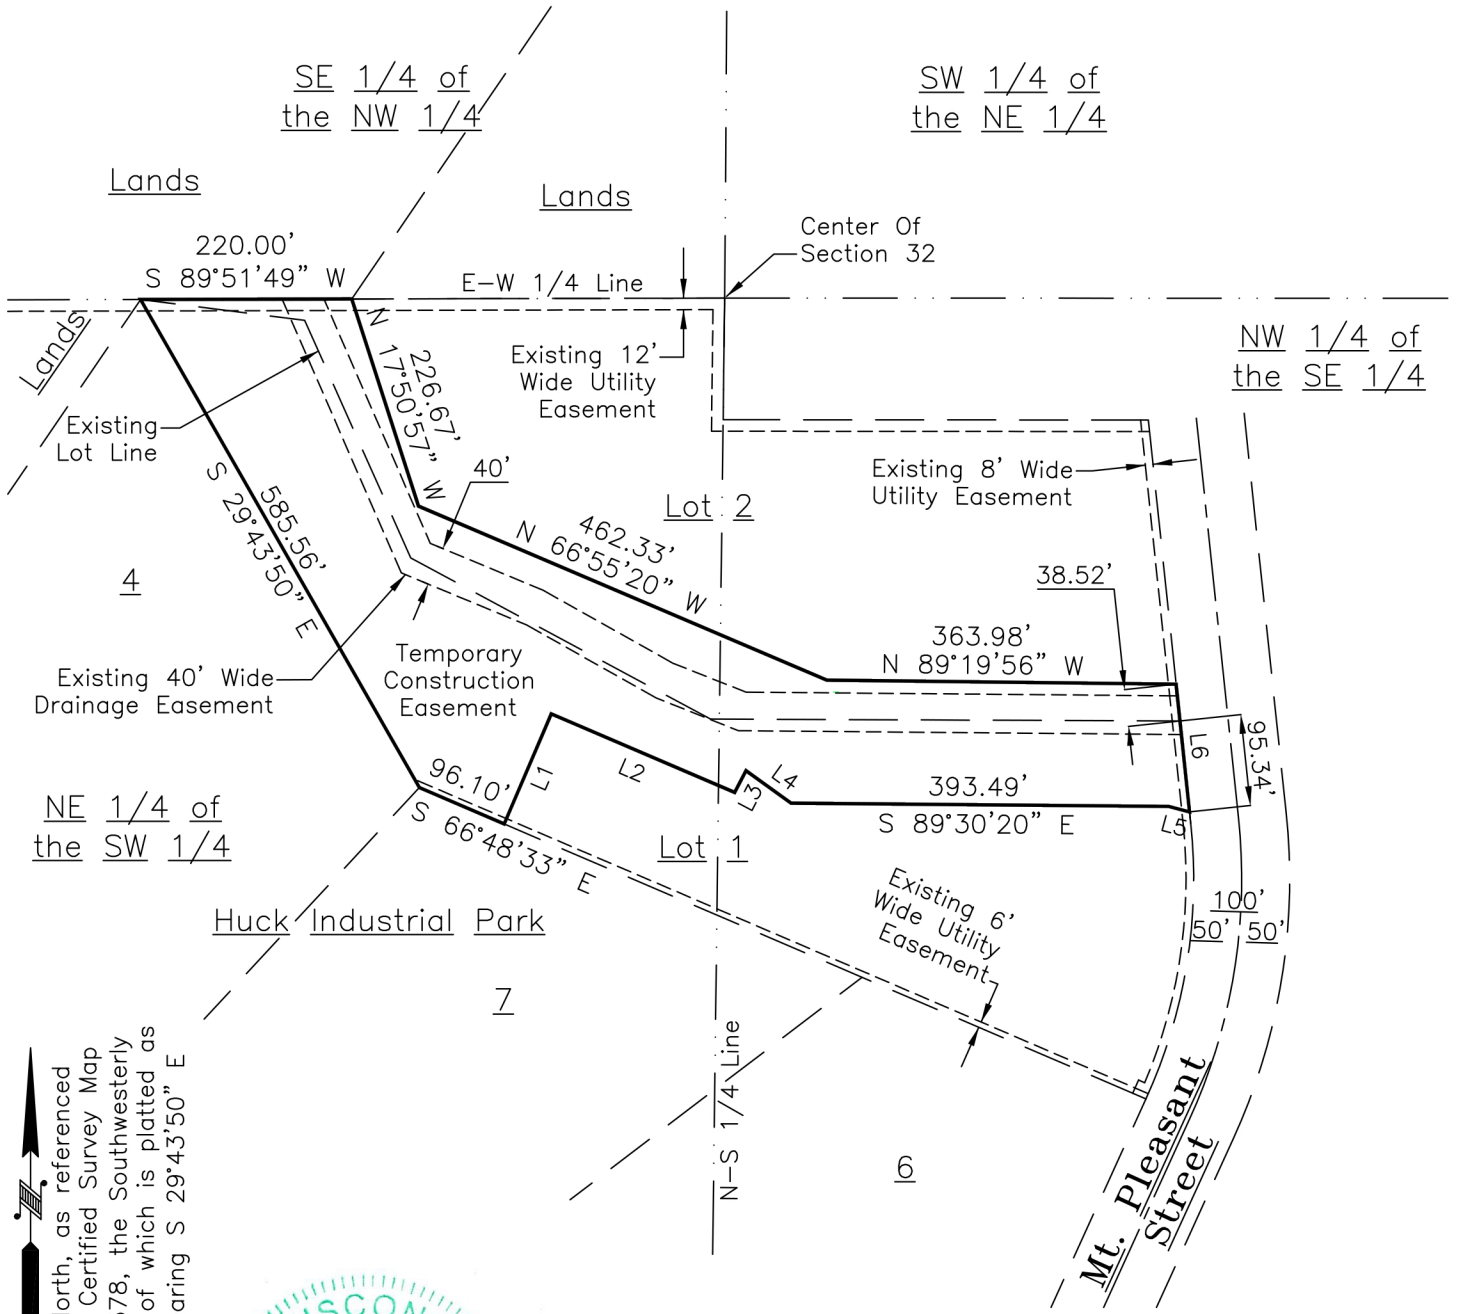 SE 1/4 of
the NW 1/4
SW 1/4 of
the NE 1/4
Lands
Lands
Center Of
Section 32
220.00'
S 89°51'49” W
E-W 1/4 Line
NW 1/4 of
the SE 1/4
Lands
226.67'
N 17°50'57” W
Existing 12'
Wide Utility
Easement
Existing
Lot Line
40'
Existing 8' Wide
Utility Easement
Lot 2
585.56'
S 29°43'50” E
462.33'
N 66°55'20” W
4
38.52'
363.98'
N 89°19'56” W
Temporary
Construction
Easement
Existing 40' Wide
Drainage Easement
L6
95.34'
96.10'
S 66°48'33” E
L1
L2
L3
L4
393.49'
S 89°30'20” E
L5
NE 1/4 of
the SW 1/4
Lot 1
Existing 6'
Wide Utility
Easement
100'
50' 50'
Huck Industrial Park
7
N-S 1/4 Line
6
Mt. Pleasant
Street
as referenced
Certified Survey Map
the Southwesterly
of which is platted as
S 29°43'50” E